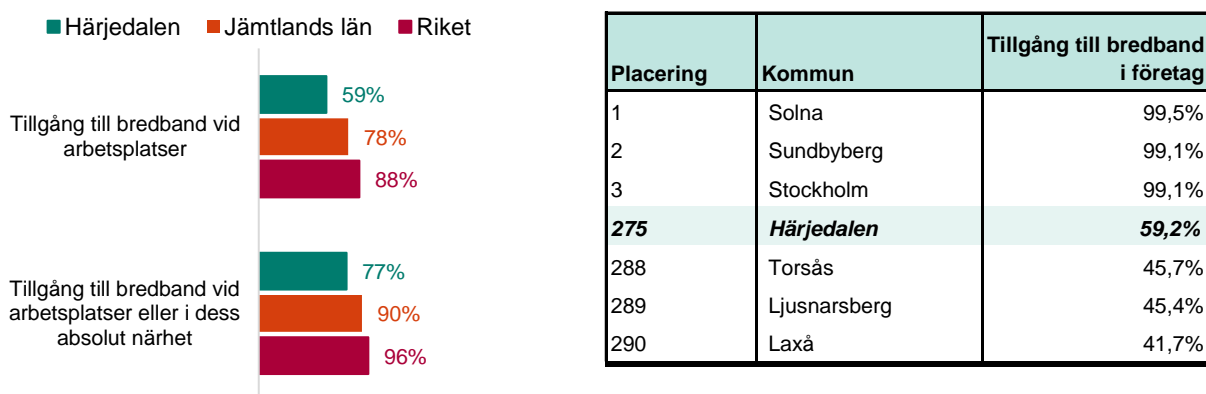 Härjedalen Jämtlands län Riket
Tillgång till bredband vid
arbetsplatser
59%
78%
88%
Tillgång till bredband vid
arbetsplatser eller i dess
absolut närhet
77%
90%
96%
Placering Kommun Tillgång till bredband
i företag
1 Solna 99,5%
2 Sundbyberg 99,1%
3 Stockholm 99,1%
275 Härjedalen 59,2%
288 Torsås 45,7%
289 Ljusnarsberg 45,4%
290 Laxå 41,7%